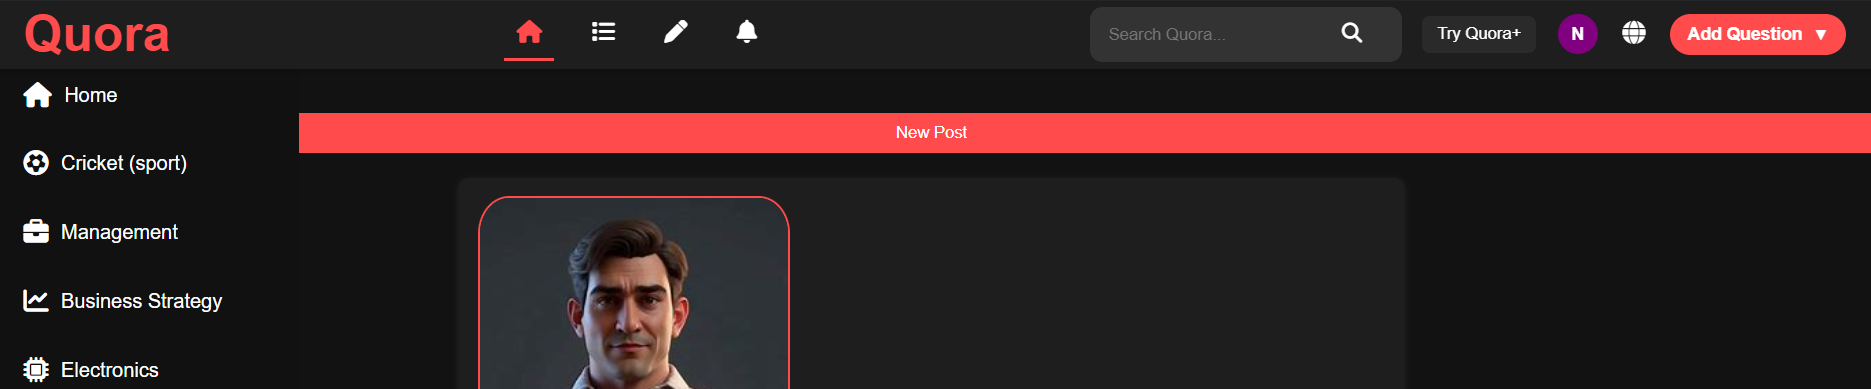 Quora
Search Quora...
Try Quora+
N
Add Question ▼
Home
Cricket (sport)
Management
Business Strategy
Electronics
New Post